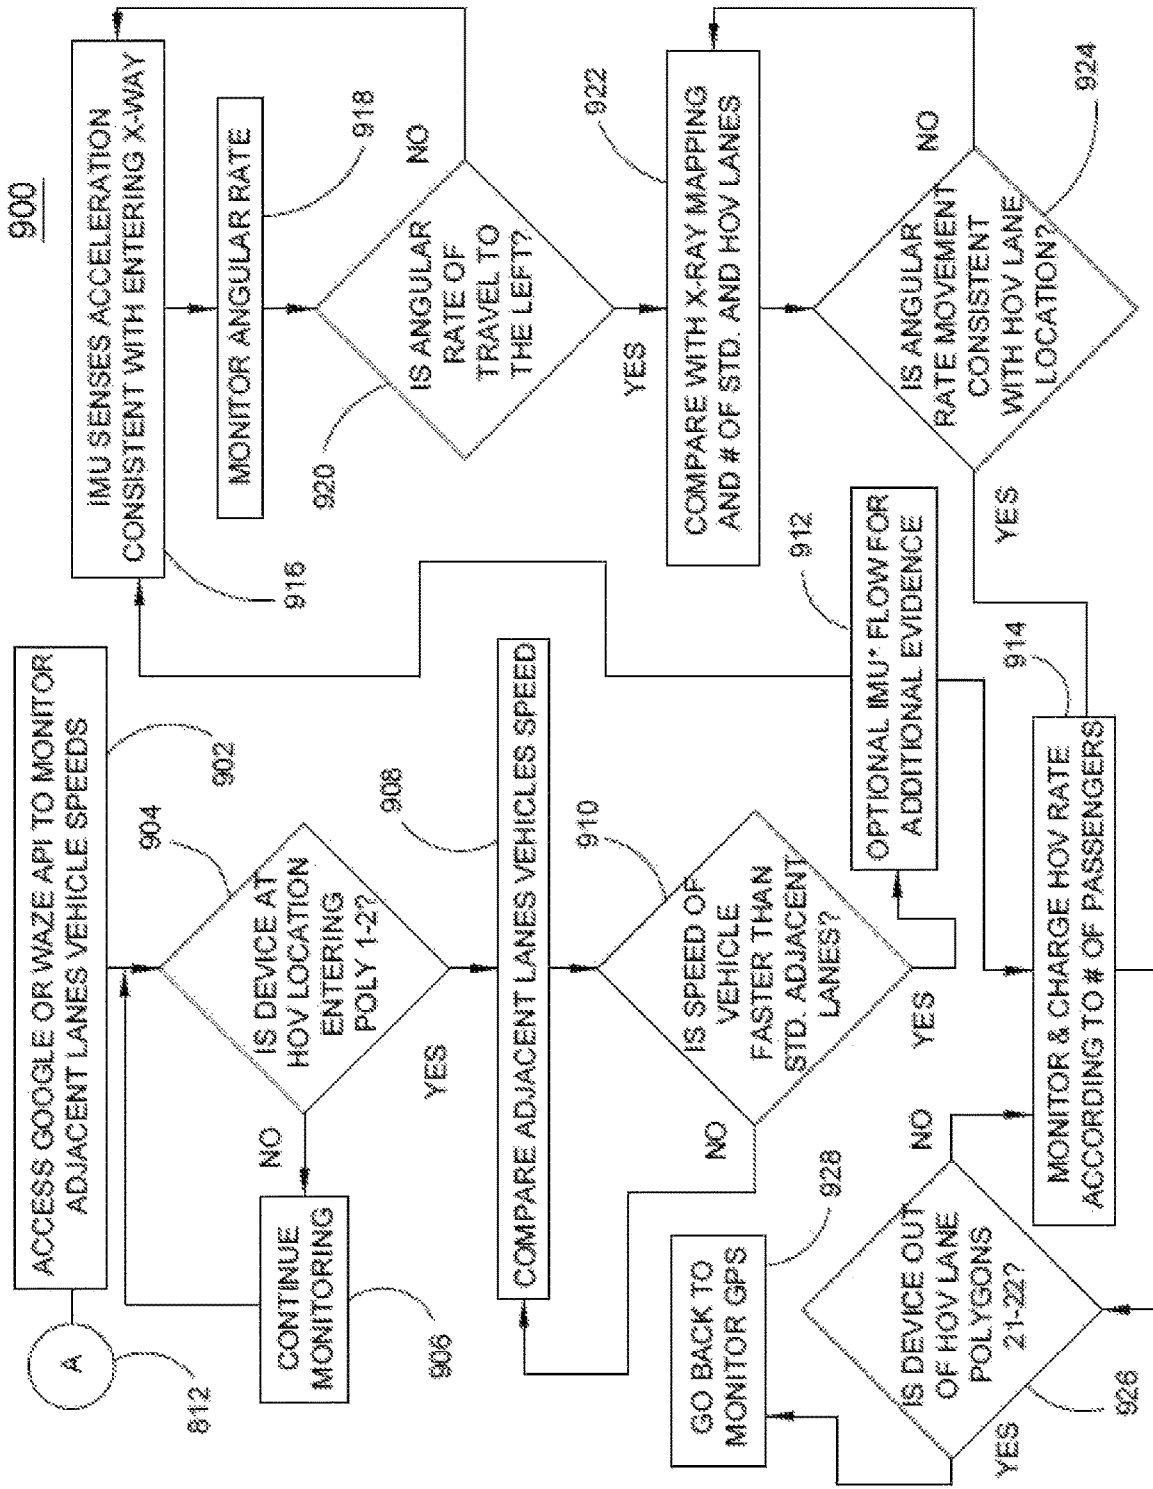 900
A
812
ACCESS GOOGLE OR WAZE API TO MONITOR
ADJACENT LANES VEHICLE SPEEDS
902
IS DEVICE AT
HOV LOCATION
ENTERING
POLY 1-2?
904
NO
CONTINUE
MONITORING
906
YES
COMPARE ADJACENT LANES VEHICLES SPEED
908
IS SPEED OF
VEHICLE
FASTER THAN
STD. ADJACENT
LANES?
910
NO
YES
OPTIONAL IMU* FLOW FOR
ADDITIONAL EVIDENCE
912
MONITOR & CHARGE HOV RATE
ACCORDING TO # OF PASSENGERS
914
IMU SENSES ACCELERATION
CONSISTENT WITH ENTERING X-WAY
916
MONITOR ANGULAR RATE
918
IS ANGULAR
RATE OF
TRAVEL TO
THE LEFT?
920
NO
YES
COMPARE WITH X-RAY MAPPING
AND # OF STD. AND HOV LANES
922
IS ANGULAR
RATE MOVEMENT
CONSISTENT
WITH HOV LANE
LOCATION?
924
NO
YES
IS DEVICE OUT
OF HOV LANE
POLYGONS
21-22?
926
NO
YES
GO BACK TO
MONITOR GPS
928